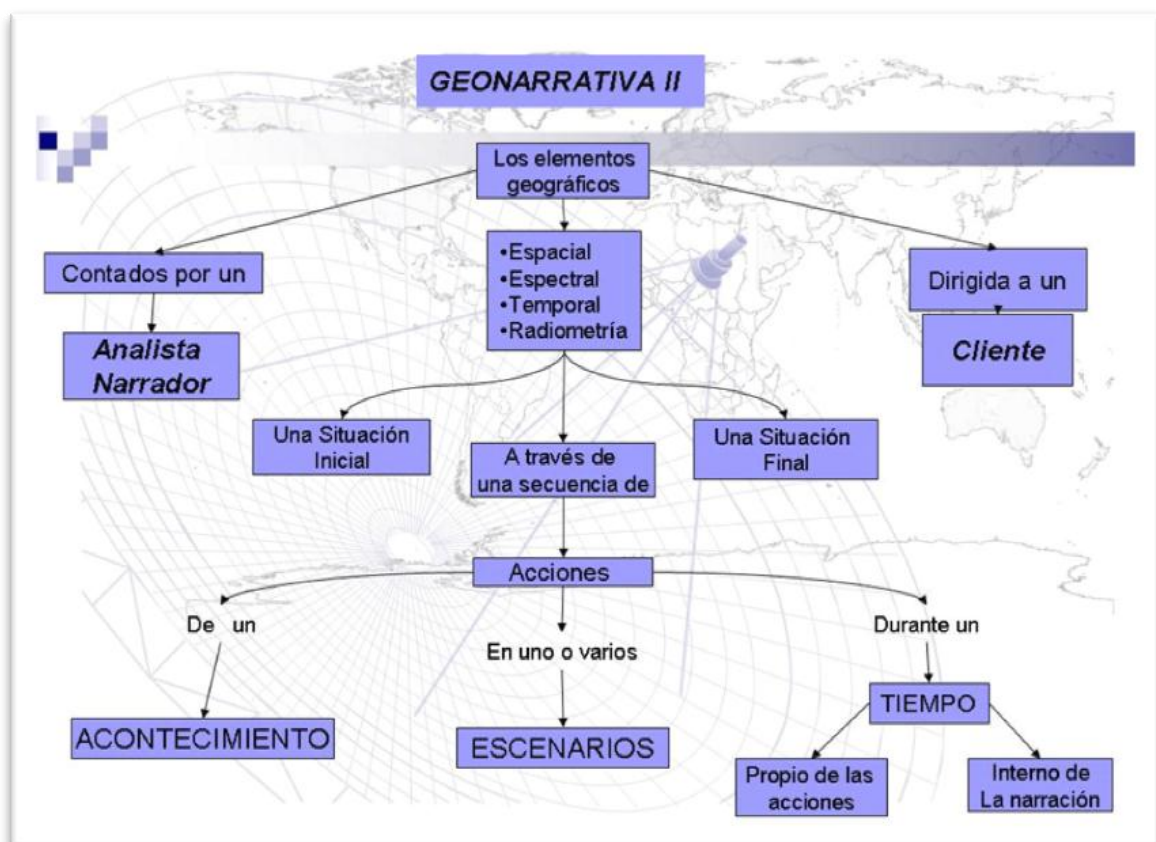 GEONARRATIVA II
Los elementos
geográficos
Contados por un
Analista
Narrador
•Espacial
•Espectral
•Temporal
•Radiometría
Dirigida a un
Cliente
Una Situación
Inicial
A través de
una secuencia de
Una Situación
Final
Acciones
De un
En uno o varios
Durante un
ACONTECIMIENTO
ESCENARIOS
TIEMPO
Propio de las
acciones
Interno de
La narración